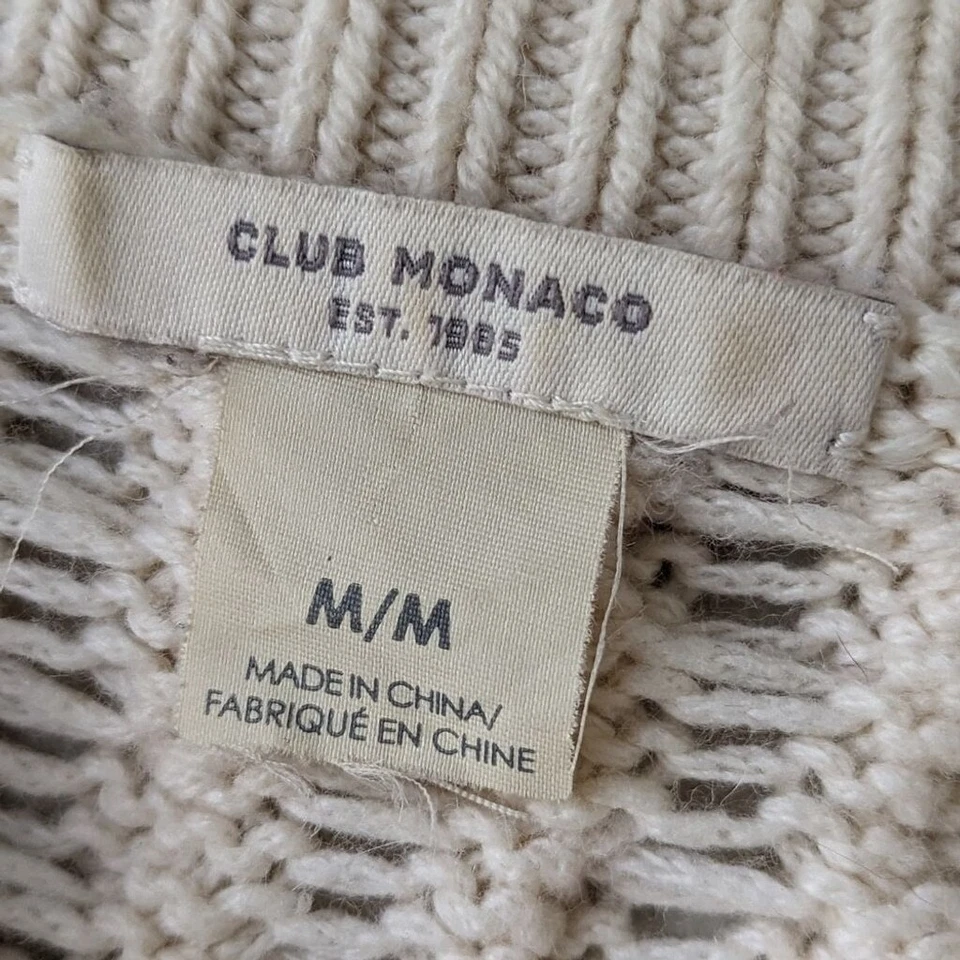 CLUB MONACO
EST. 1985
M/M
MADE IN CHINA/
FABRIQUÉ EN CHINE